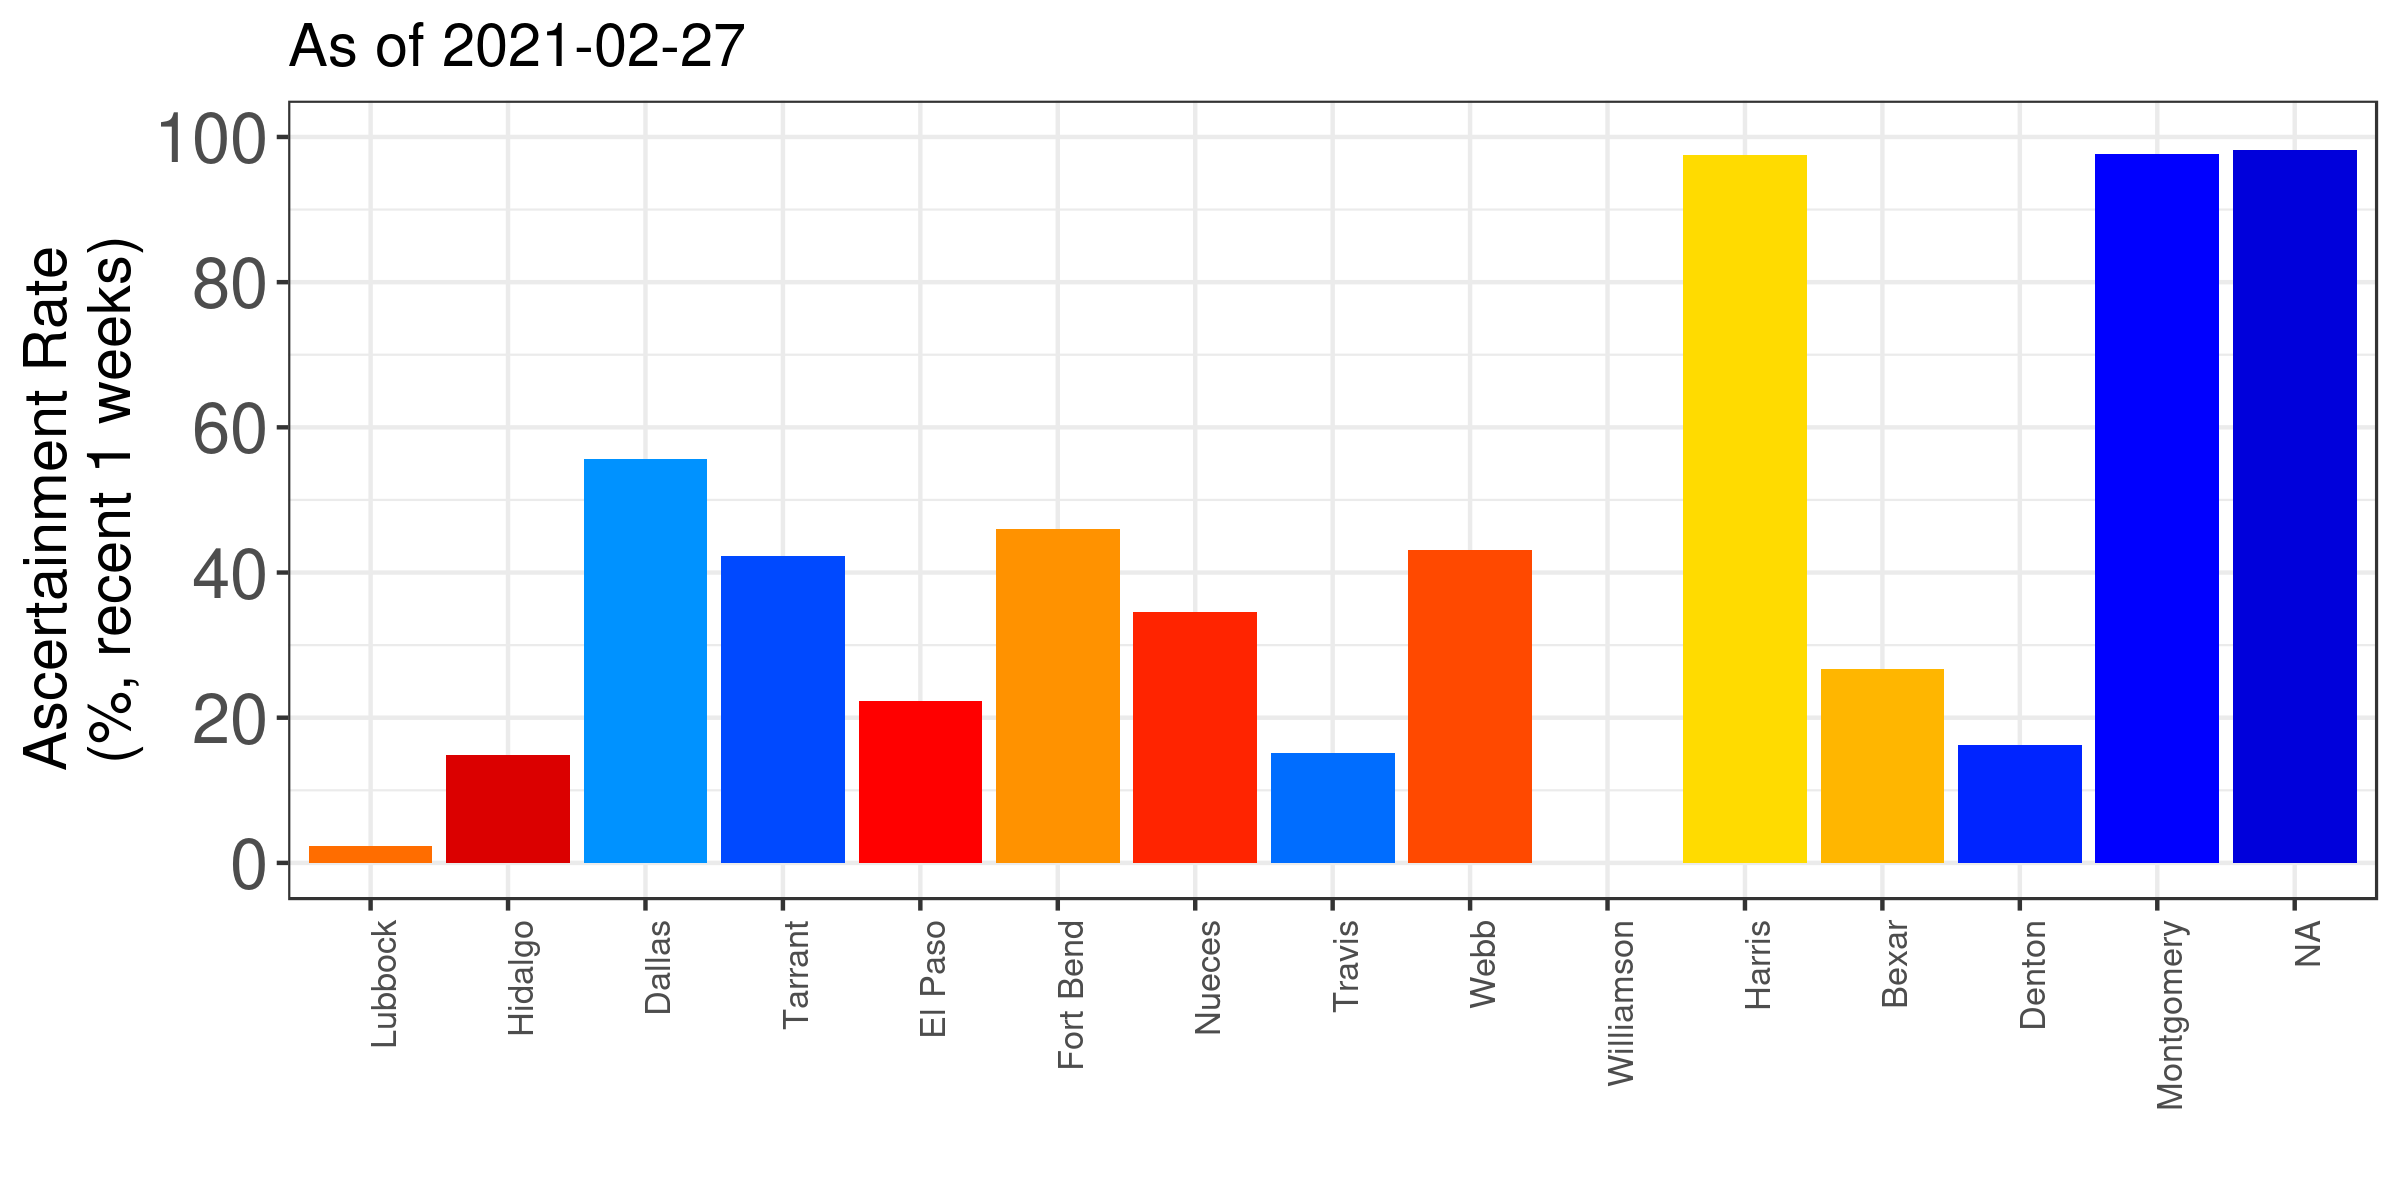 As of 2021-02-27
Ascertainment Rate
(%, recent 1 weeks)
100
80
60
40
20
0
Lubbock
Hidalgo
Dallas
Tarrant
El Paso
Fort Bend
Nueces
Travis
Webb
Williamson
Harris
Bexar
Denton
Montgomery
NA